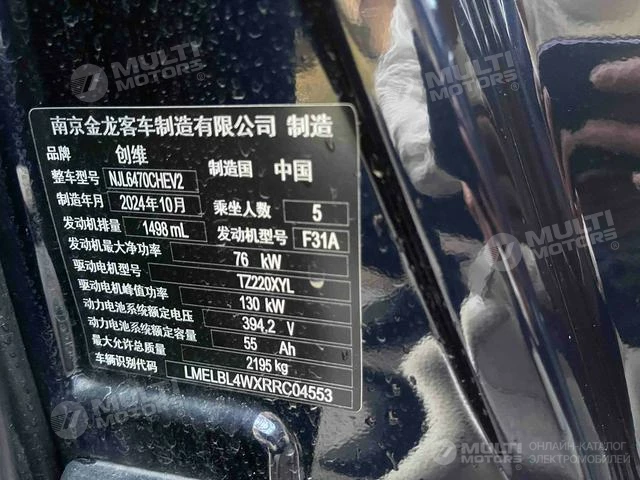 MULTI MOTORS
MULTI MOTORS
南京金龙客车制造有限公司 制造
品牌 创维 制造国 中国
整车型号 NJL6470CHEV2
制造年月 2024年10月 乘坐人数 5
发动机排量 1498 mL 发动机型号 F31A
发动机最大净功率 76 kW
驱动电机型号 TZ220XYL
驱动电机峰值功率 130 kW
动力电池系统额定电压 394.2 V
动力电池系统额定容量 55 Ah
最大允许总质量 2195 kg
车辆识别代码 LMELBL4WXRRC04553
MULTI MOTORS
MULTI MOTORS
MULTI MOTORS
ОНЛАЙН-КАТАЛОГ
ЭЛЕКТРОМОБИЛЕЙ